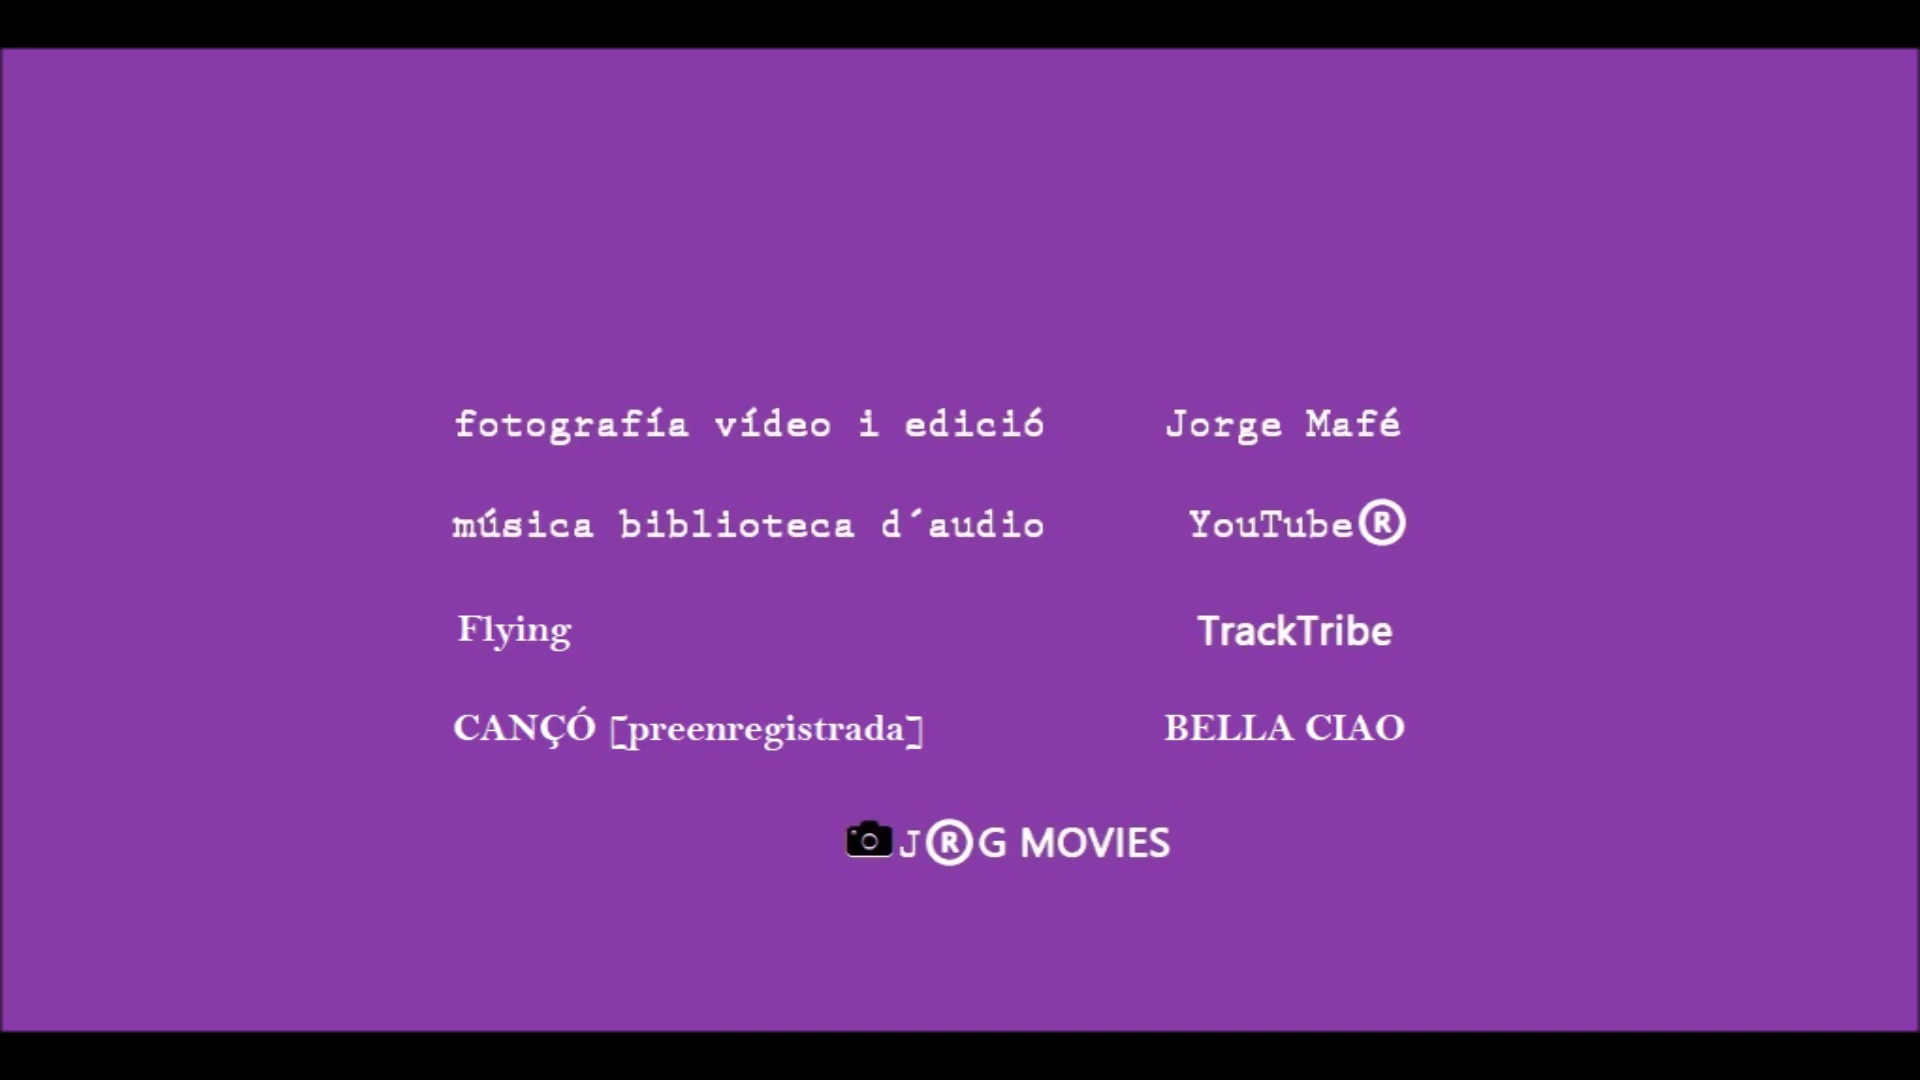 fotografía vídeo i edició Jorge Mafé
música biblioteca d´audio YouTube®
Flying TrackTribe
CANÇÓ [preenregistrada] BELLA CIAO
J®G MOVIES